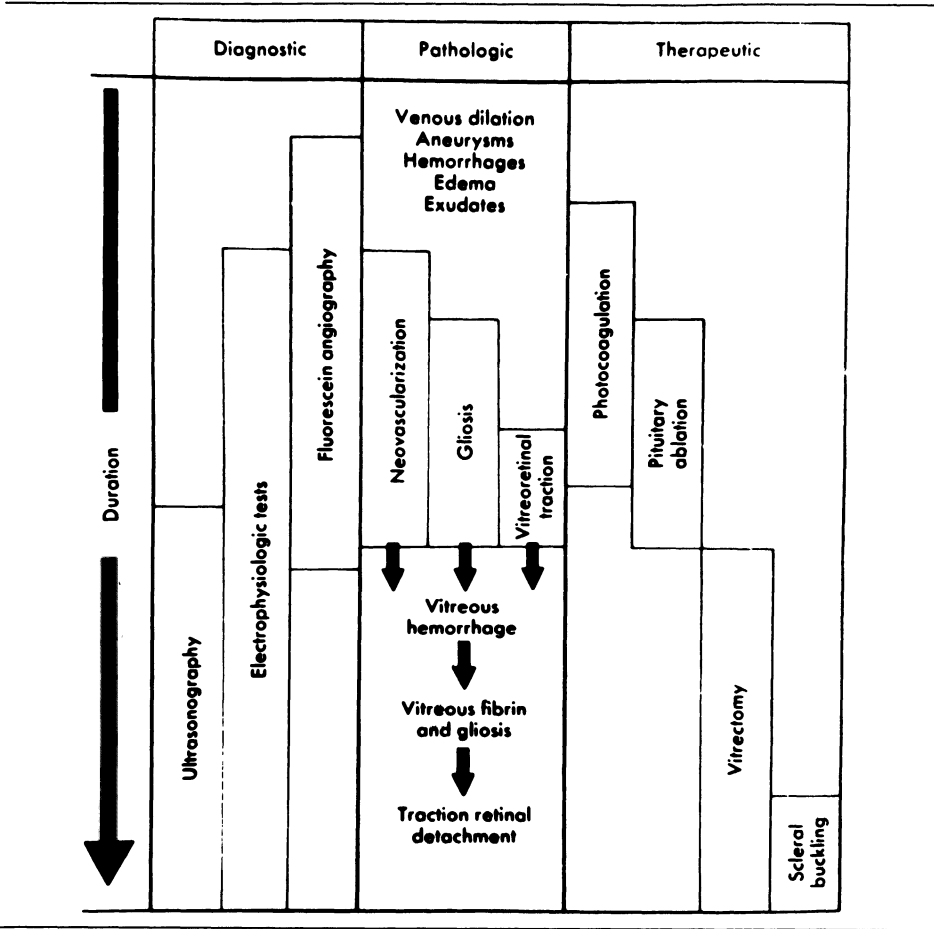 Diagnostic
Pathologic
Therapeutic
Duration
Ultrasonography
Electrophysiologic tests
Fluorescein angiography
Venous dilation
Aneurysms
Hemorrhages
Edema
Exudates
Neovascularization
Gliosis
Vitreoretinal
traction
Vitreous
hemorrhage
Vitreous fibrin
and gliosis
Traction retinal
detachment
Photocoagulation
Pituitary
ablation
Vitrectomy
Scleral
buckling